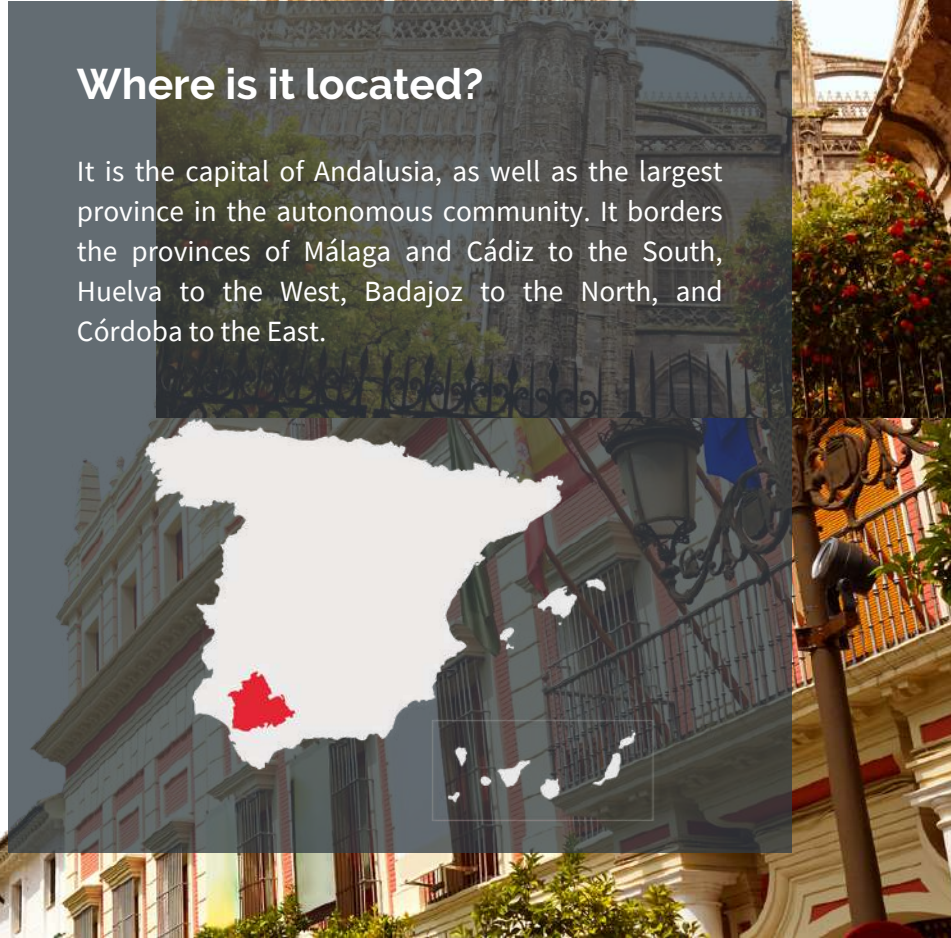 Where is it located?
It is the capital of Andalusia, as well as the largest
province in the autonomous community. It borders
the provinces of Málaga and Cádiz to the South,
Huelva to the West, Badajoz to the North, and
Córdoba to the East.